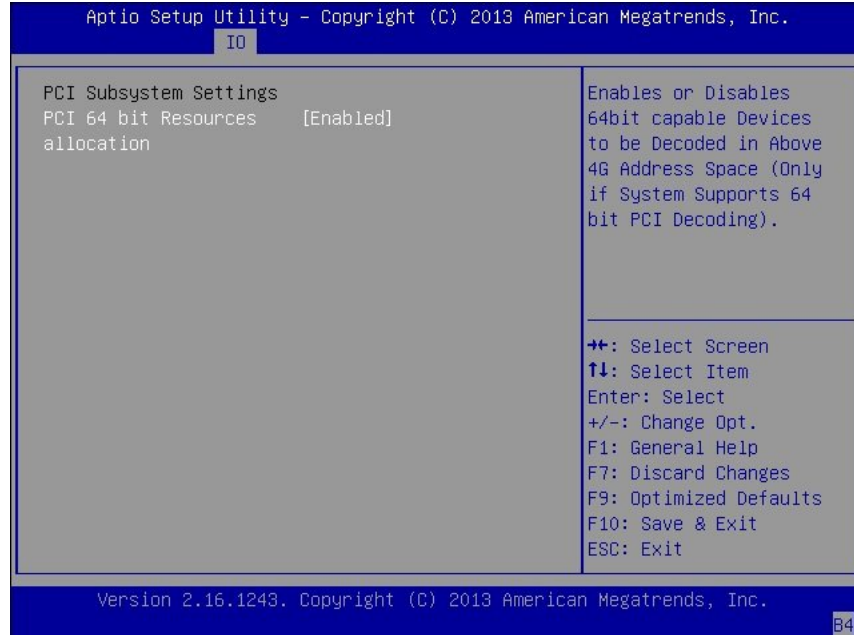 Aptio Setup Utility – Copyright (C) 2013 American Megatrends, Inc.
IO
PCI Subsystem Settings
PCI 64 bit Resources [Enabled]
allocation
Enables or Disables
64bit capable Devices
to be Decoded in Above
4G Address Space (Only
if System Supports 64
bit PCI Decoding).
→←: Select Screen
↑↓: Select Item
Enter: Select
+/-: Change Opt.
F1: General Help
F7: Discard Changes
F9: Optimized Defaults
F10: Save & Exit
ESC: Exit
Version 2.16.1243. Copyright (C) 2013 American Megatrends, Inc.
B4